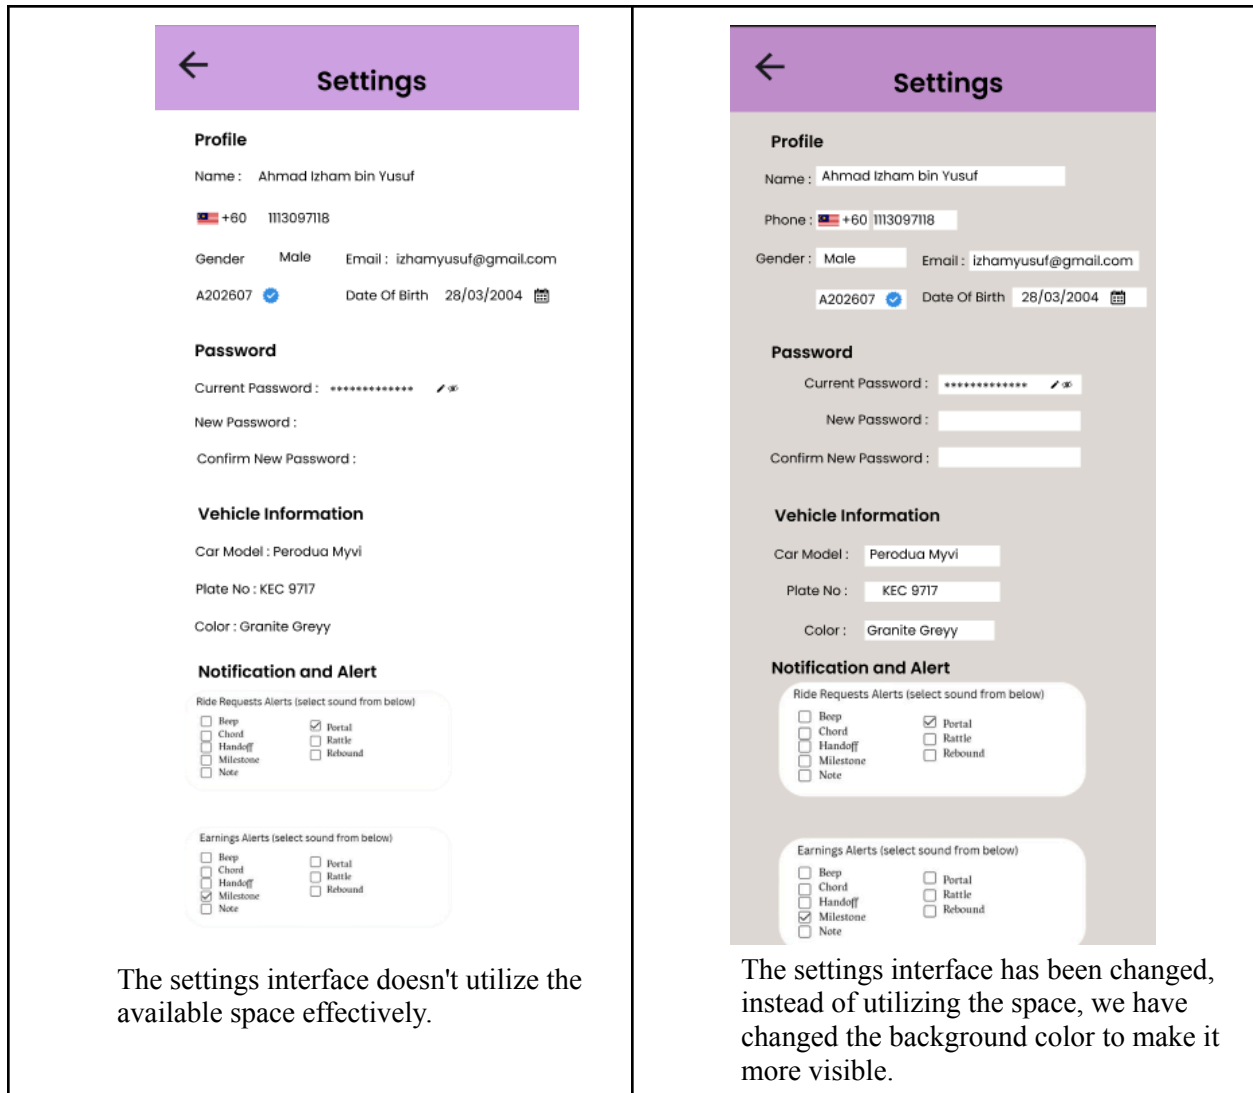 Settings
Profile
Name : Ahmad Izham bin Yusuf
+60 1113097118
Gender Male Email : izhamyusuf@gmail.com
A202607 Date Of Birth 28/03/2004
Password
Current Password : *************
New Password :
Confirm New Password :
Vehicle Information
Car Model : Perodua Myvi
Plate No : KEC 9717
Color : Granite Greyy
Notification and Alert
Ride Requests Alerts (select sound from below)
Beep
Chord
Handoff
Milestone
Note
Portal
Rattle
Rebound
Earnings Alerts (select sound from below)
Beep
Chord
Handoff
Milestone
Note
Portal
Rattle
Rebound
The settings interface doesn't utilize the
available space effectively.
Settings
Profile
Name : Ahmad Izham bin Yusuf
Phone : +60 1113097118
Gender : Male Email : izhamyusuf@gmail.com
A202607 Date Of Birth 28/03/2004
Password
Current Password : *************
New Password :
Confirm New Password :
Vehicle Information
Car Model : Perodua Myvi
Plate No : KEC 9717
Color : Granite Greyy
Notification and Alert
Ride Requests Alerts (select sound from below)
Beep
Chord
Handoff
Milestone
Note
Portal
Rattle
Rebound
Earnings Alerts (select sound from below)
Beep
Chord
Handoff
Milestone
Note
Portal
Rattle
Rebound
The settings interface has been changed,
instead of utilizing the space, we have
changed the background color to make it
more visible.